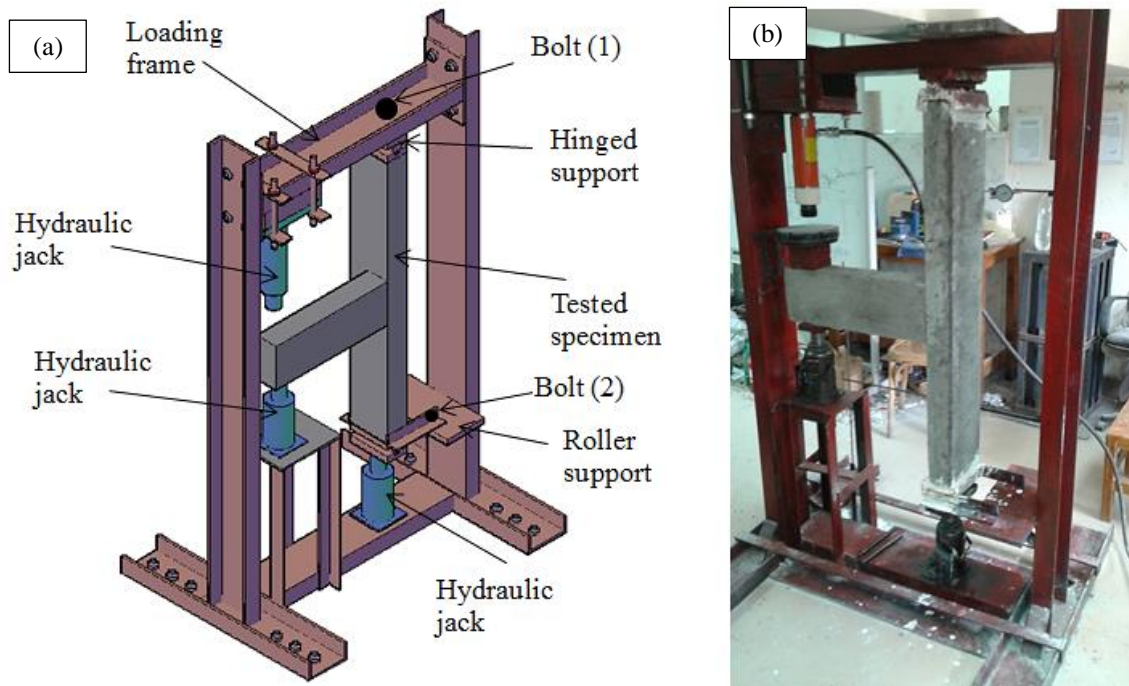 (a)
Loading
frame
Bolt (1)
Hinged
support
Hydraulic
jack
Tested
specimen
Hydraulic
jack
Bolt (2)
Roller
support
Hydraulic
jack
(b)